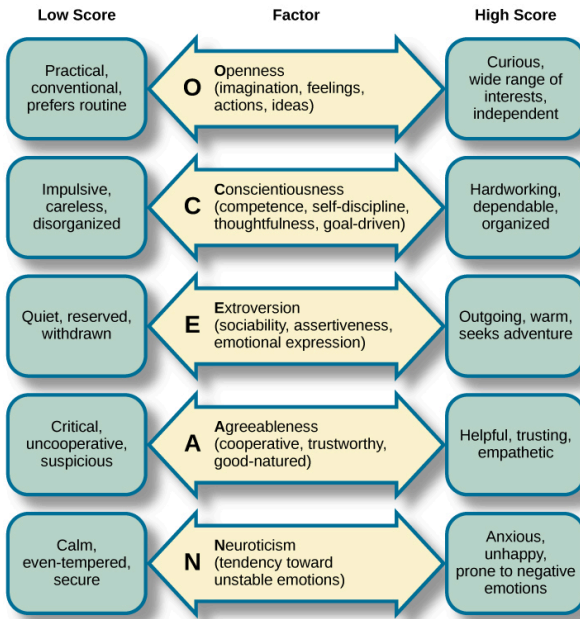 Low Score
Factor
High Score
Practical,
conventional,
prefers routine
O
Openness
(imagination, feelings,
actions, ideas)
Curious,
wide range of
interests,
independent
Impulsive,
careless,
disorganized
C
Conscientiousness
(competence, self-discipline,
thoughtfulness, goal-driven)
Hardworking,
dependable,
organized
Quiet, reserved,
withdrawn
E
Extroversion
(sociability, assertiveness,
emotional expression)
Outgoing, warm,
seeks adventure
Critical,
uncooperative,
suspicious
A
Agreeableness
(cooperative, trustworthy,
good-natured)
Helpful, trusting,
empathetic
Calm,
even-tempered,
secure
N
Neuroticism
(tendency toward
unstable emotions)
Anxious,
unhappy,
prone to negative
emotions